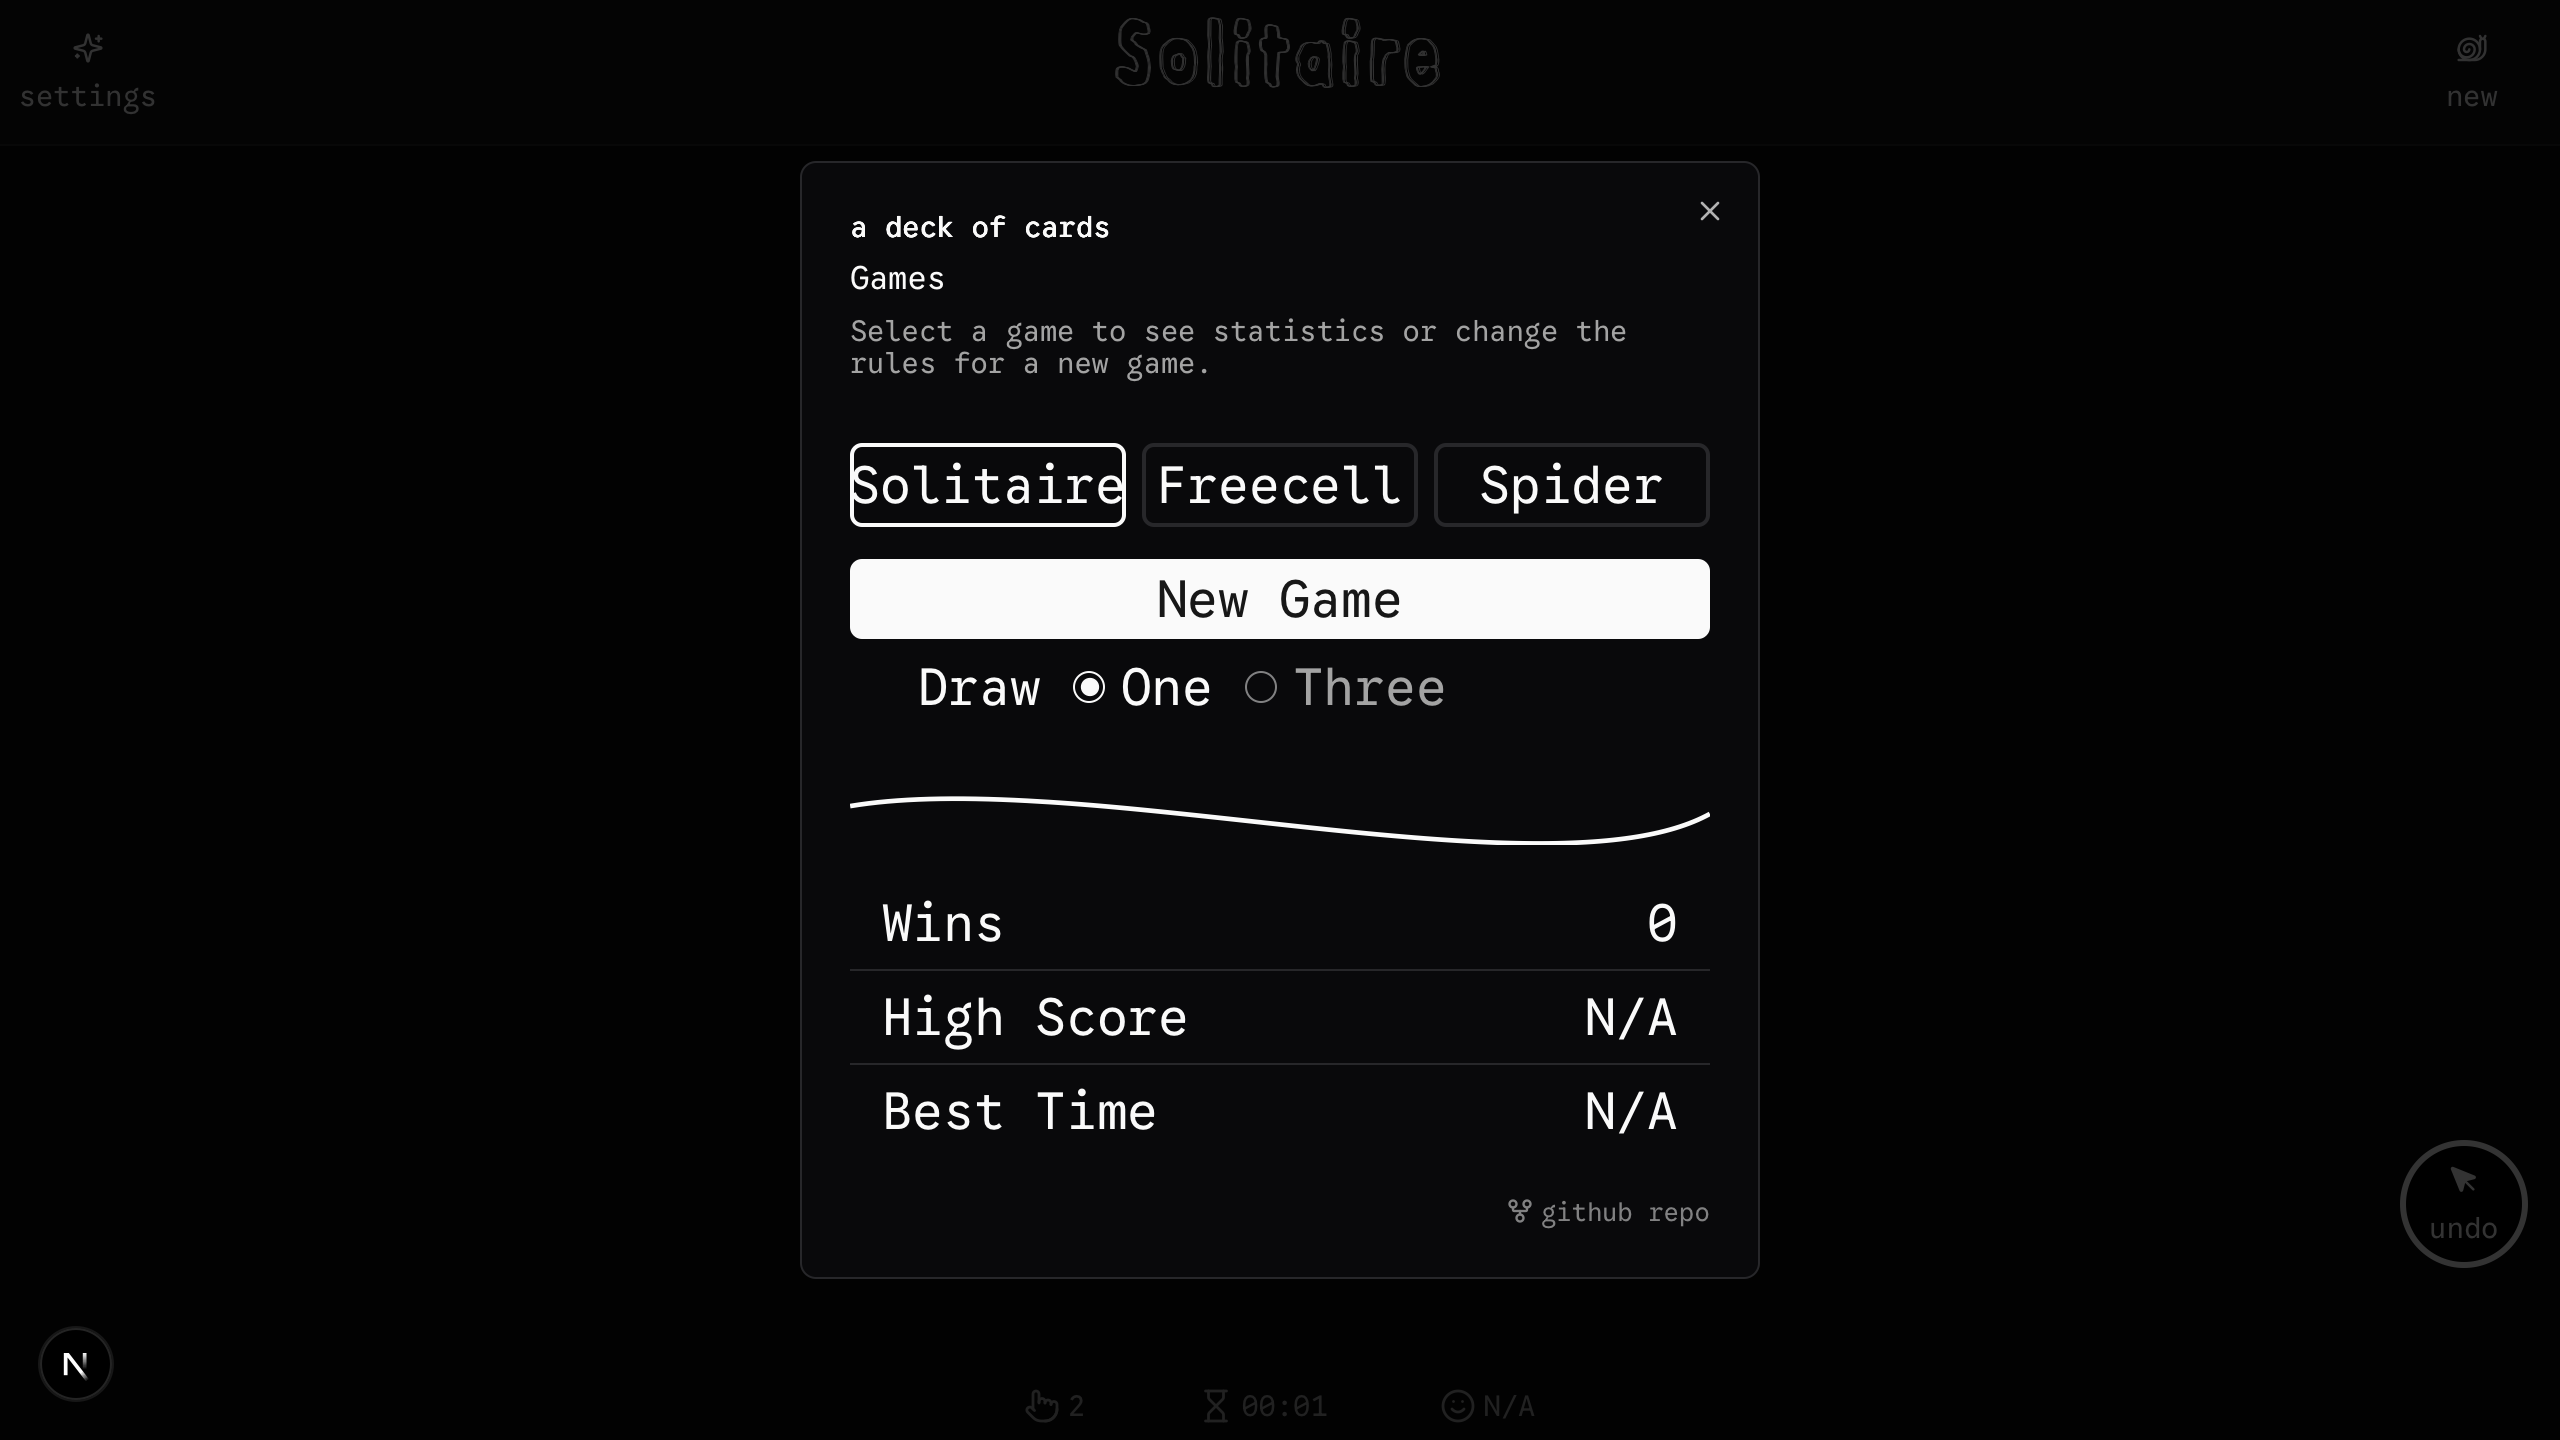 settings
Solitaire
new
a deck of cards
Games
Select a game to see statistics or change the
rules for a new game.
Solitaire Freecell Spider
New Game
Draw One Three
Wins 0
High Score N/A
Best Time N/A
github repo
undo
N
2 00:01 N/A